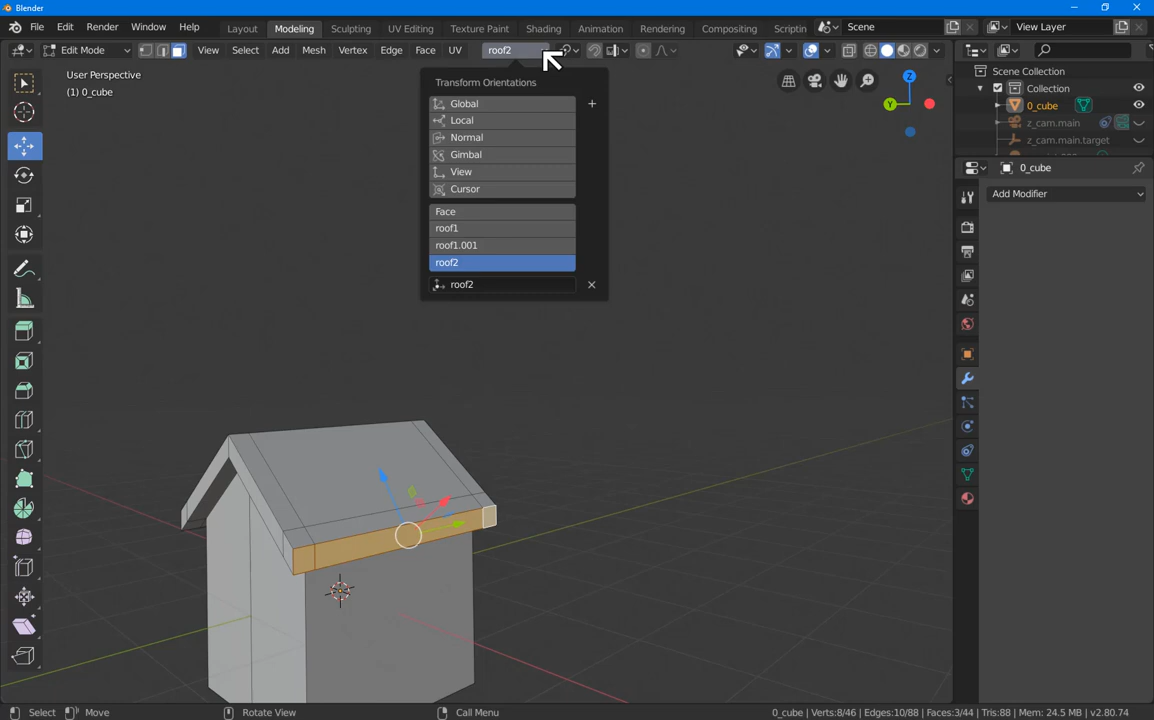 Blender
File Edit Render Window Help Layout Modeling Sculpting UV Editing Texture Paint Shading Animation Rendering Compositing Scriptin Scene View Layer
Edit Mode View Select Add Mesh Vertex Edge Face UV roof2
User Perspective
(1) 0_cube
Transform Orientations
Global
Local
Normal
Gimbal
View
Cursor
Face
roof1
roof1.001
roof2
roof2
Z
Y
Scene Collection
Collection
0_cube
z_cam.main
z_cam.main.target
0_cube
Add Modifier
Select Move Rotate View Call Menu 0_cube | Verts:8/46 | Edges:10/88 | Faces:3/44 | Tris:88 | Mem: 24.5 MB | v2.80.74